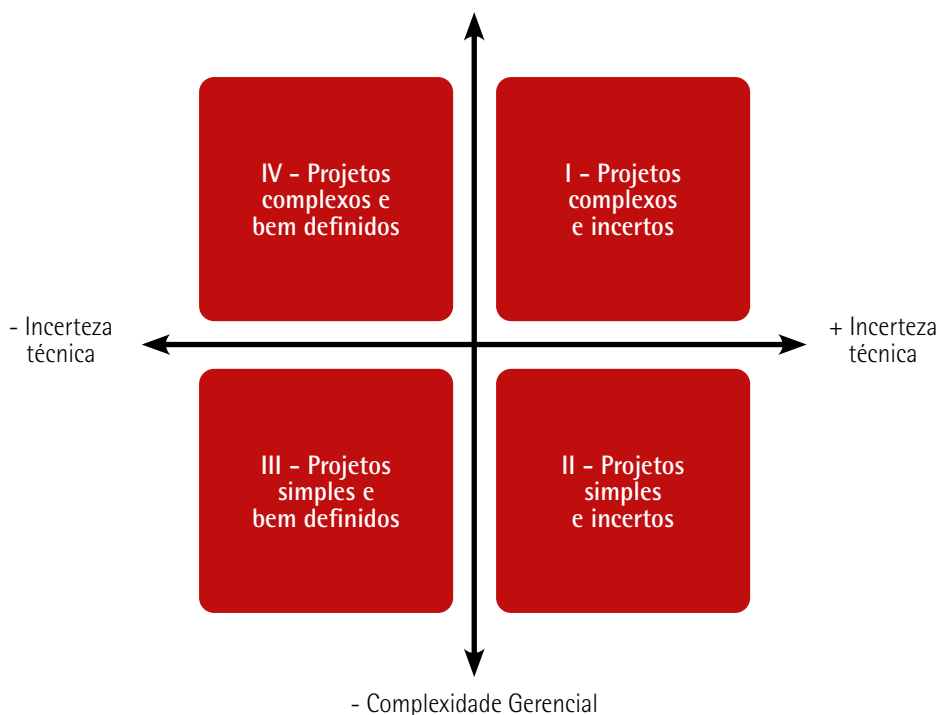 IV - Projetos
complexos e
bem definidos
I - Projetos
complexos
e incertos
- Incerteza
técnica
+ Incerteza
técnica
III - Projetos
simples e
bem definidos
II - Projetos
simples
e incertos
- Complexidade Gerencial